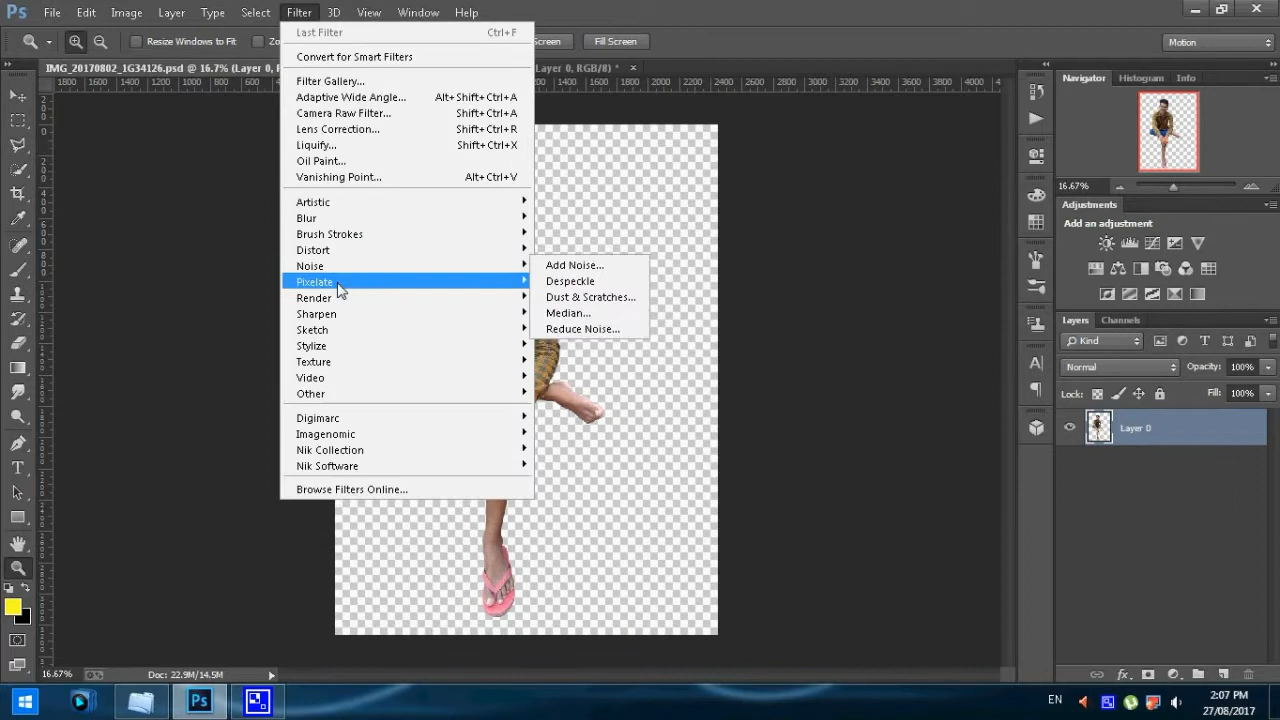 Ps File Edit Image Layer Type Select Filter 3D View Window Help
Resize Windows to Fit
Screen Fill Screen Motion
IMG_20170802_1G34126.psd @ 16.7% (Layer 0, Layer 0, RGB/8) *
Last Filter Ctrl+F
Convert for Smart Filters
Filter Gallery...
Adaptive Wide Angle... Alt+Shift+Ctrl+A
Camera Raw Filter... Shift+Ctrl+A
Lens Correction... Shift+Ctrl+R
Liquify... Shift+Ctrl+X
Oil Paint...
Vanishing Point... Alt+Ctrl+V
Artistic
Blur
Brush Strokes
Distort
Noise
Pixelate
Render
Sharpen
Sketch
Stylize
Texture
Video
Other
Digimarc
Imagenomic
Nik Collection
Nik Software
Browse Filters Online...
Add Noise...
Despeckle
Dust & Scratches...
Median...
Reduce Noise...
1800 1600 1400 1200 1000 800 600
1400 1600 1800 2000 2200 2400 2600 2800 3000 3200 3400 3600 3800 4000
Navigator Histogram Info
16.67%
Adjustments
Add an adjustment
Layers Channels
Kind
Normal Opacity: 100%
Lock: Fill: 100%
Layer 0
16.67% Doc: 22.9M/14.5M
Ps EN 2:07 PM
27/08/2017